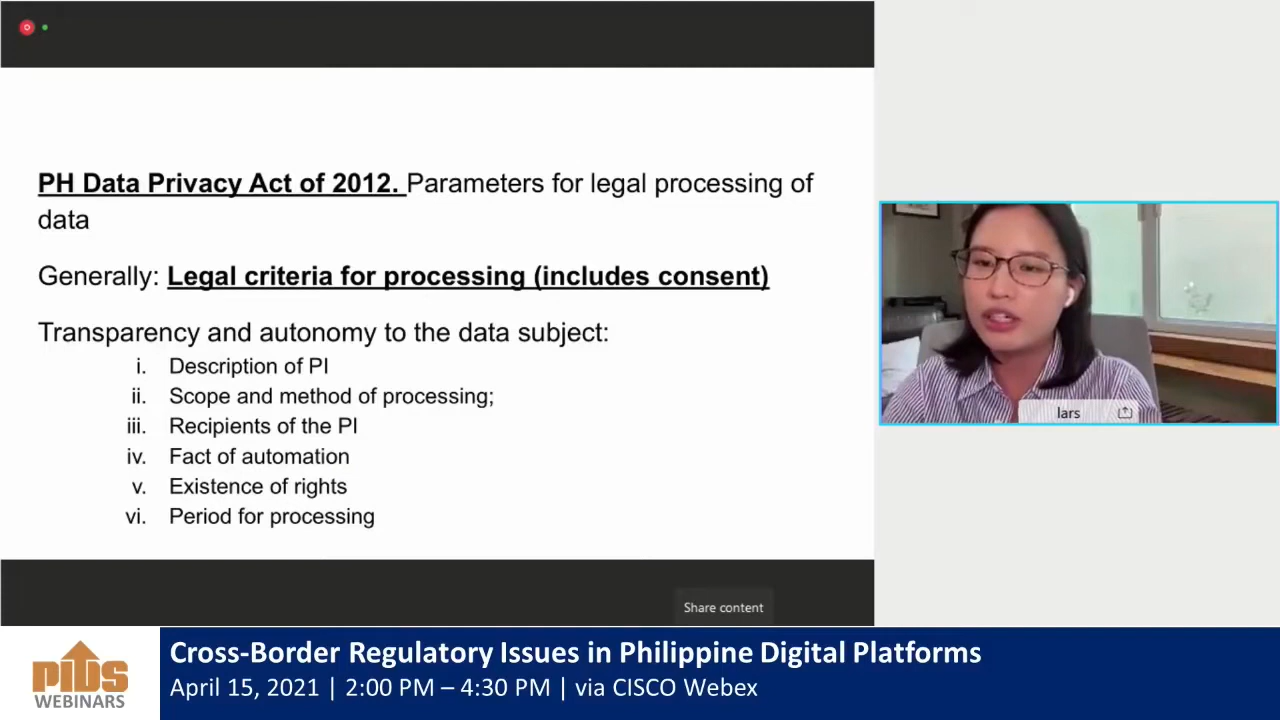 PH Data Privacy Act of 2012. Parameters for legal processing of
data
Generally: Legal criteria for processing (includes consent)
Transparency and autonomy to the data subject:
i. Description of PI
ii. Scope and method of processing;
iii. Recipients of the PI
iv. Fact of automation
v. Existence of rights
vi. Period for processing
lars
Share content
PIDS
WEBINARS
Cross-Border Regulatory Issues in Philippine Digital Platforms
April 15, 2021 | 2:00 PM – 4:30 PM | via CISCO Webex